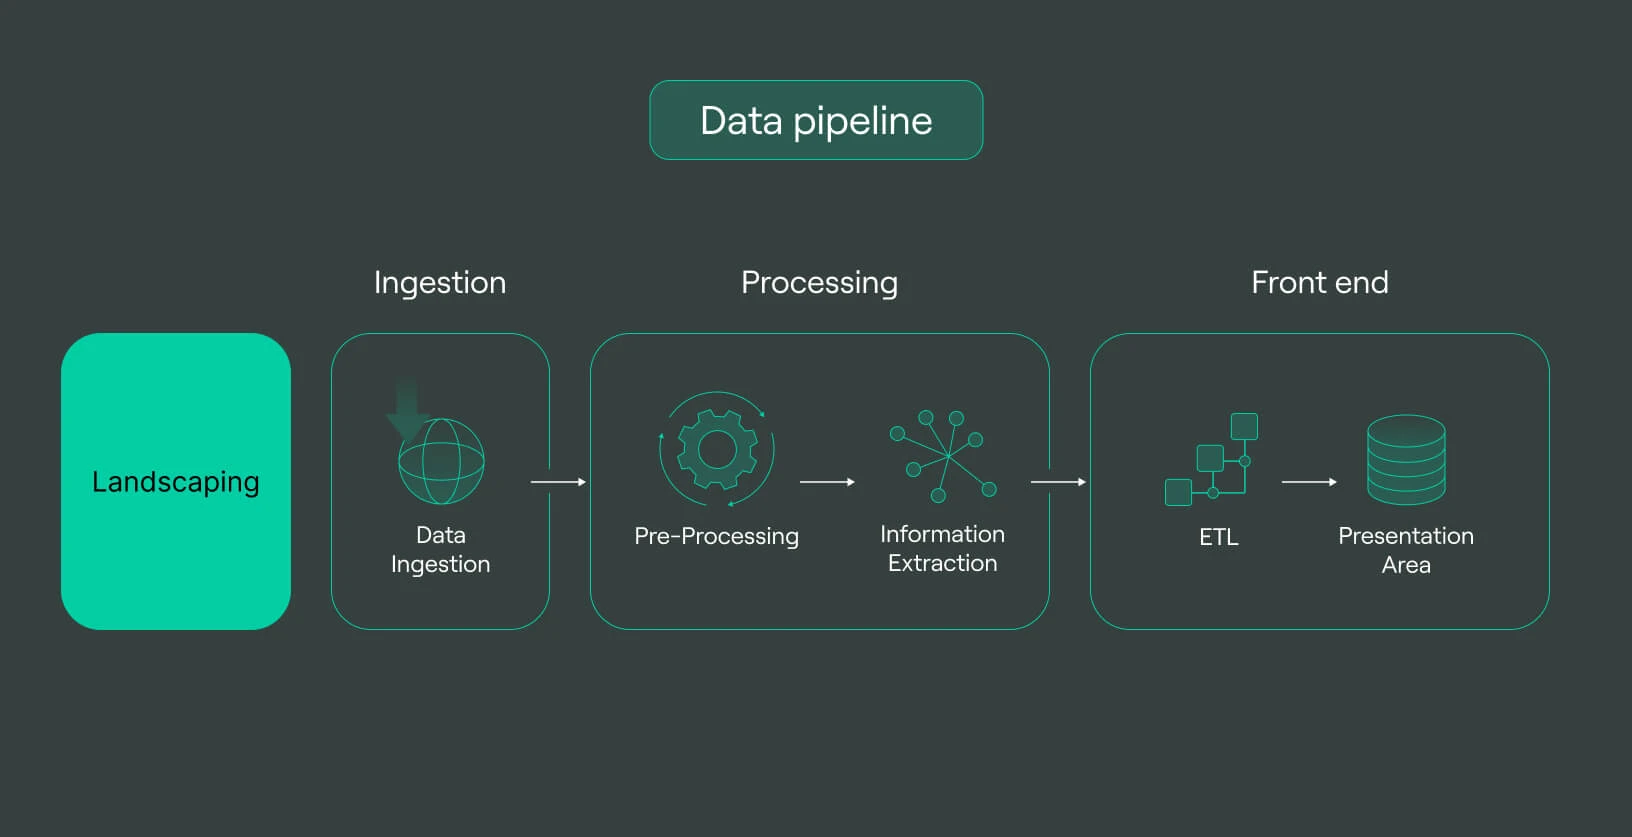 Data pipeline
Ingestion
Processing
Front end
Landscaping
Data
Ingestion
Pre-Processing
Information
Extraction
ETL
Presentation
Area